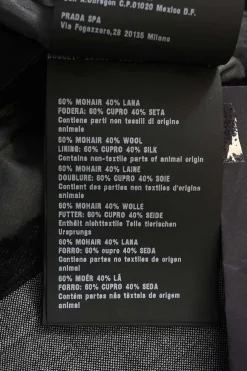 C.P.01020 Mexico D.F.
PRADA SPA
Via Fogazzaro,28 20135 Milano
60% MOHAIR 40% LANA
FODERA: 60% CUPRO 40% SETA
Contiene parti non tessili di origine
animale
60% MOHAIR 40% WOOL
LINING: 60% CUPRO 40% SILK
Contains non-textile parts of animal origin
60% MOHAIR 40% LAINE
DOUBLURE: 60% CUPRO 40% SOIE
Contient des parties non textiles d'origine
animale
60% MOHAIR 40% WOLLE
FUTTER: 60% CUPRO 40% SEIDE
Enthält nichttextile Teile tierischen
Ursprungs
60% MOHAIR 40% LANA
FORRO: 60% cupro 40% SEDA
Contiene partes no textiles de origen
animal
60% MOÉR 40% LÃ
FORRO: 60% CUPRO 40% SEDA
Contém partes não têxteis de origem
animal